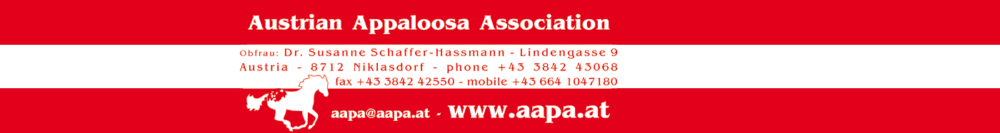 Austrian Appaloosa Association
Obfrau: Dr. Susanne Schaffer-Hassmann - Lindengasse 9
Austria - 8712 Niklasdorf - phone +43 3842 43068
fax +43 3842 42550 - mobile +43 664 1047180
aapa@aapa.at - www.aapa.at